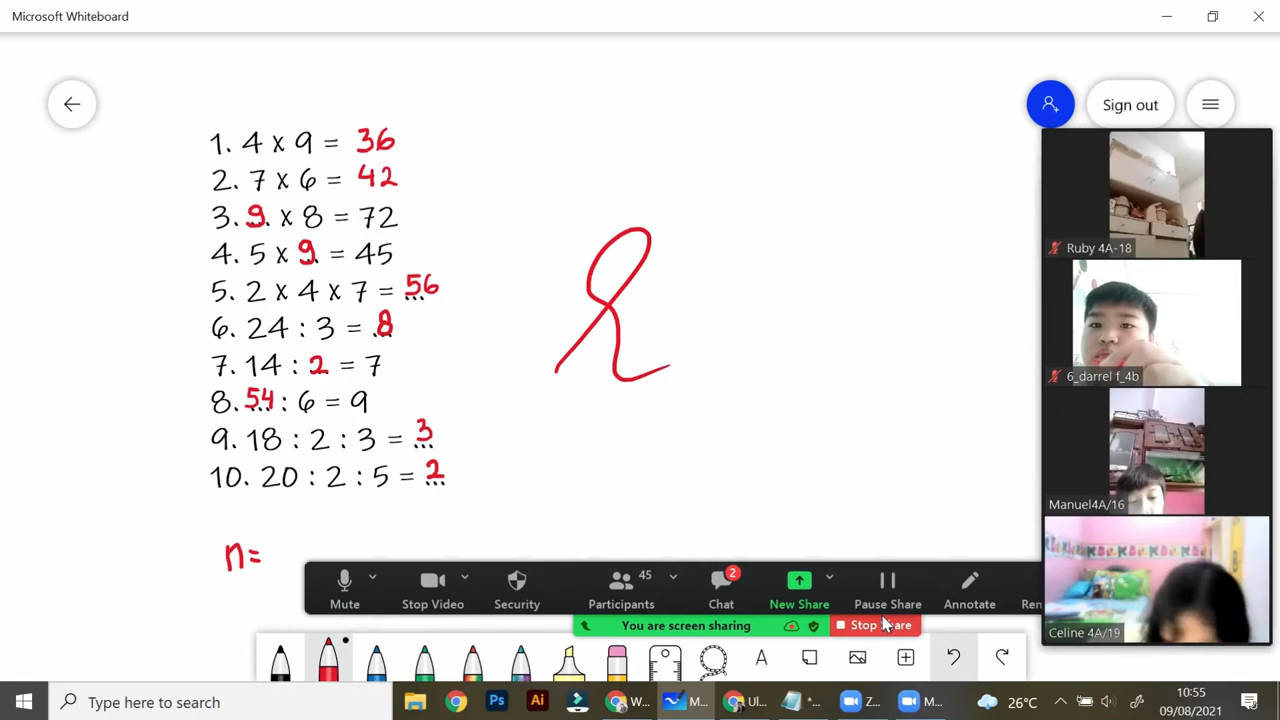 Microsoft Whiteboard
Sign out
1. 4 x 9 = 36
2. 7 x 6 = 42
3. 9 x 8 = 72
4. 5 x 9 = 45
5. 2 x 4 x 7 = 56
6. 24 : 3 = 8
7. 14 : 2 = 7
8. 54 : 6 = 9
9. 18 : 2 : 3 = 3
10. 20 : 2 : 5 = 2
n=
Ruby 4A-18
6_darrel f_4b
Manuel4A/16
Celine 4A/19
45
2
Mute
Stop Video
Security
Participants
Chat
New Share
Pause Share
Annotate
You are screen sharing
Stop Share
A
Type here to search
Ps
Ai
W...
M...
Ul...
Z...
M...
26°C
10:55
09/08/2021